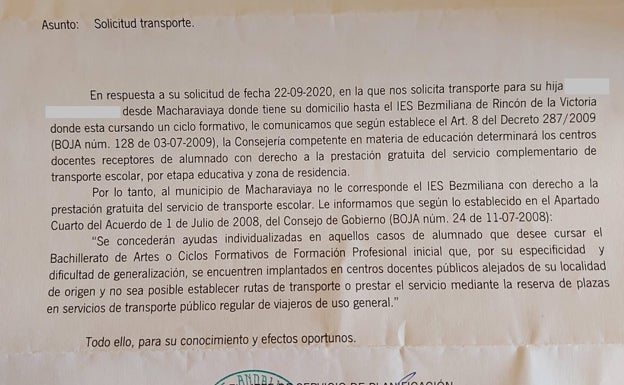 Asunto: Solicitud transporte.
En respuesta a su solicitud de fecha 22-09-2020, en la que nos solicita transporte para su hija
desde Macharaviaya donde tiene su domicilio hasta el IES Bezmiliana de Rincón de la Victoria
donde esta cursando un ciclo formativo, le comunicamos que según establece el Art. 8 del Decreto 287/2009
(BOJA núm. 128 de 03-07-2009), la Consejería competente en materia de educación determinará los centros
docentes receptores de alumnado con derecho a la prestación gratuita del servicio complementario de
transporte escolar, por etapa educativa y zona de residencia.
Por lo tanto, al municipio de Macharaviaya no le corresponde el IES Bezmiliana con derecho a la
prestación gratuita del servicio de transporte escolar. Le informamos que según lo establecido en el Apartado
Cuarto del Acuerdo de 1 de Julio de 2008, del Consejo de Gobierno (BOJA núm. 24 de 11-07-2008):
"Se concederán ayudas individualizadas en aquellos casos de alumnado que desee cursar el
Bachillerato de Artes o Ciclos Formativos de Formación Profesional inicial que, por su especificidad y
dificultad de generalización, se encuentren implantados en centros docentes públicos alejados de su localidad
de origen y no sea posible establecer rutas de transporte o prestar el servicio mediante la reserva de plazas
en servicios de transporte público regular de viajeros de uso general."
Todo ello, para su conocimiento y efectos oportunos.
SERVICIO DE PLANIFICACIÓN